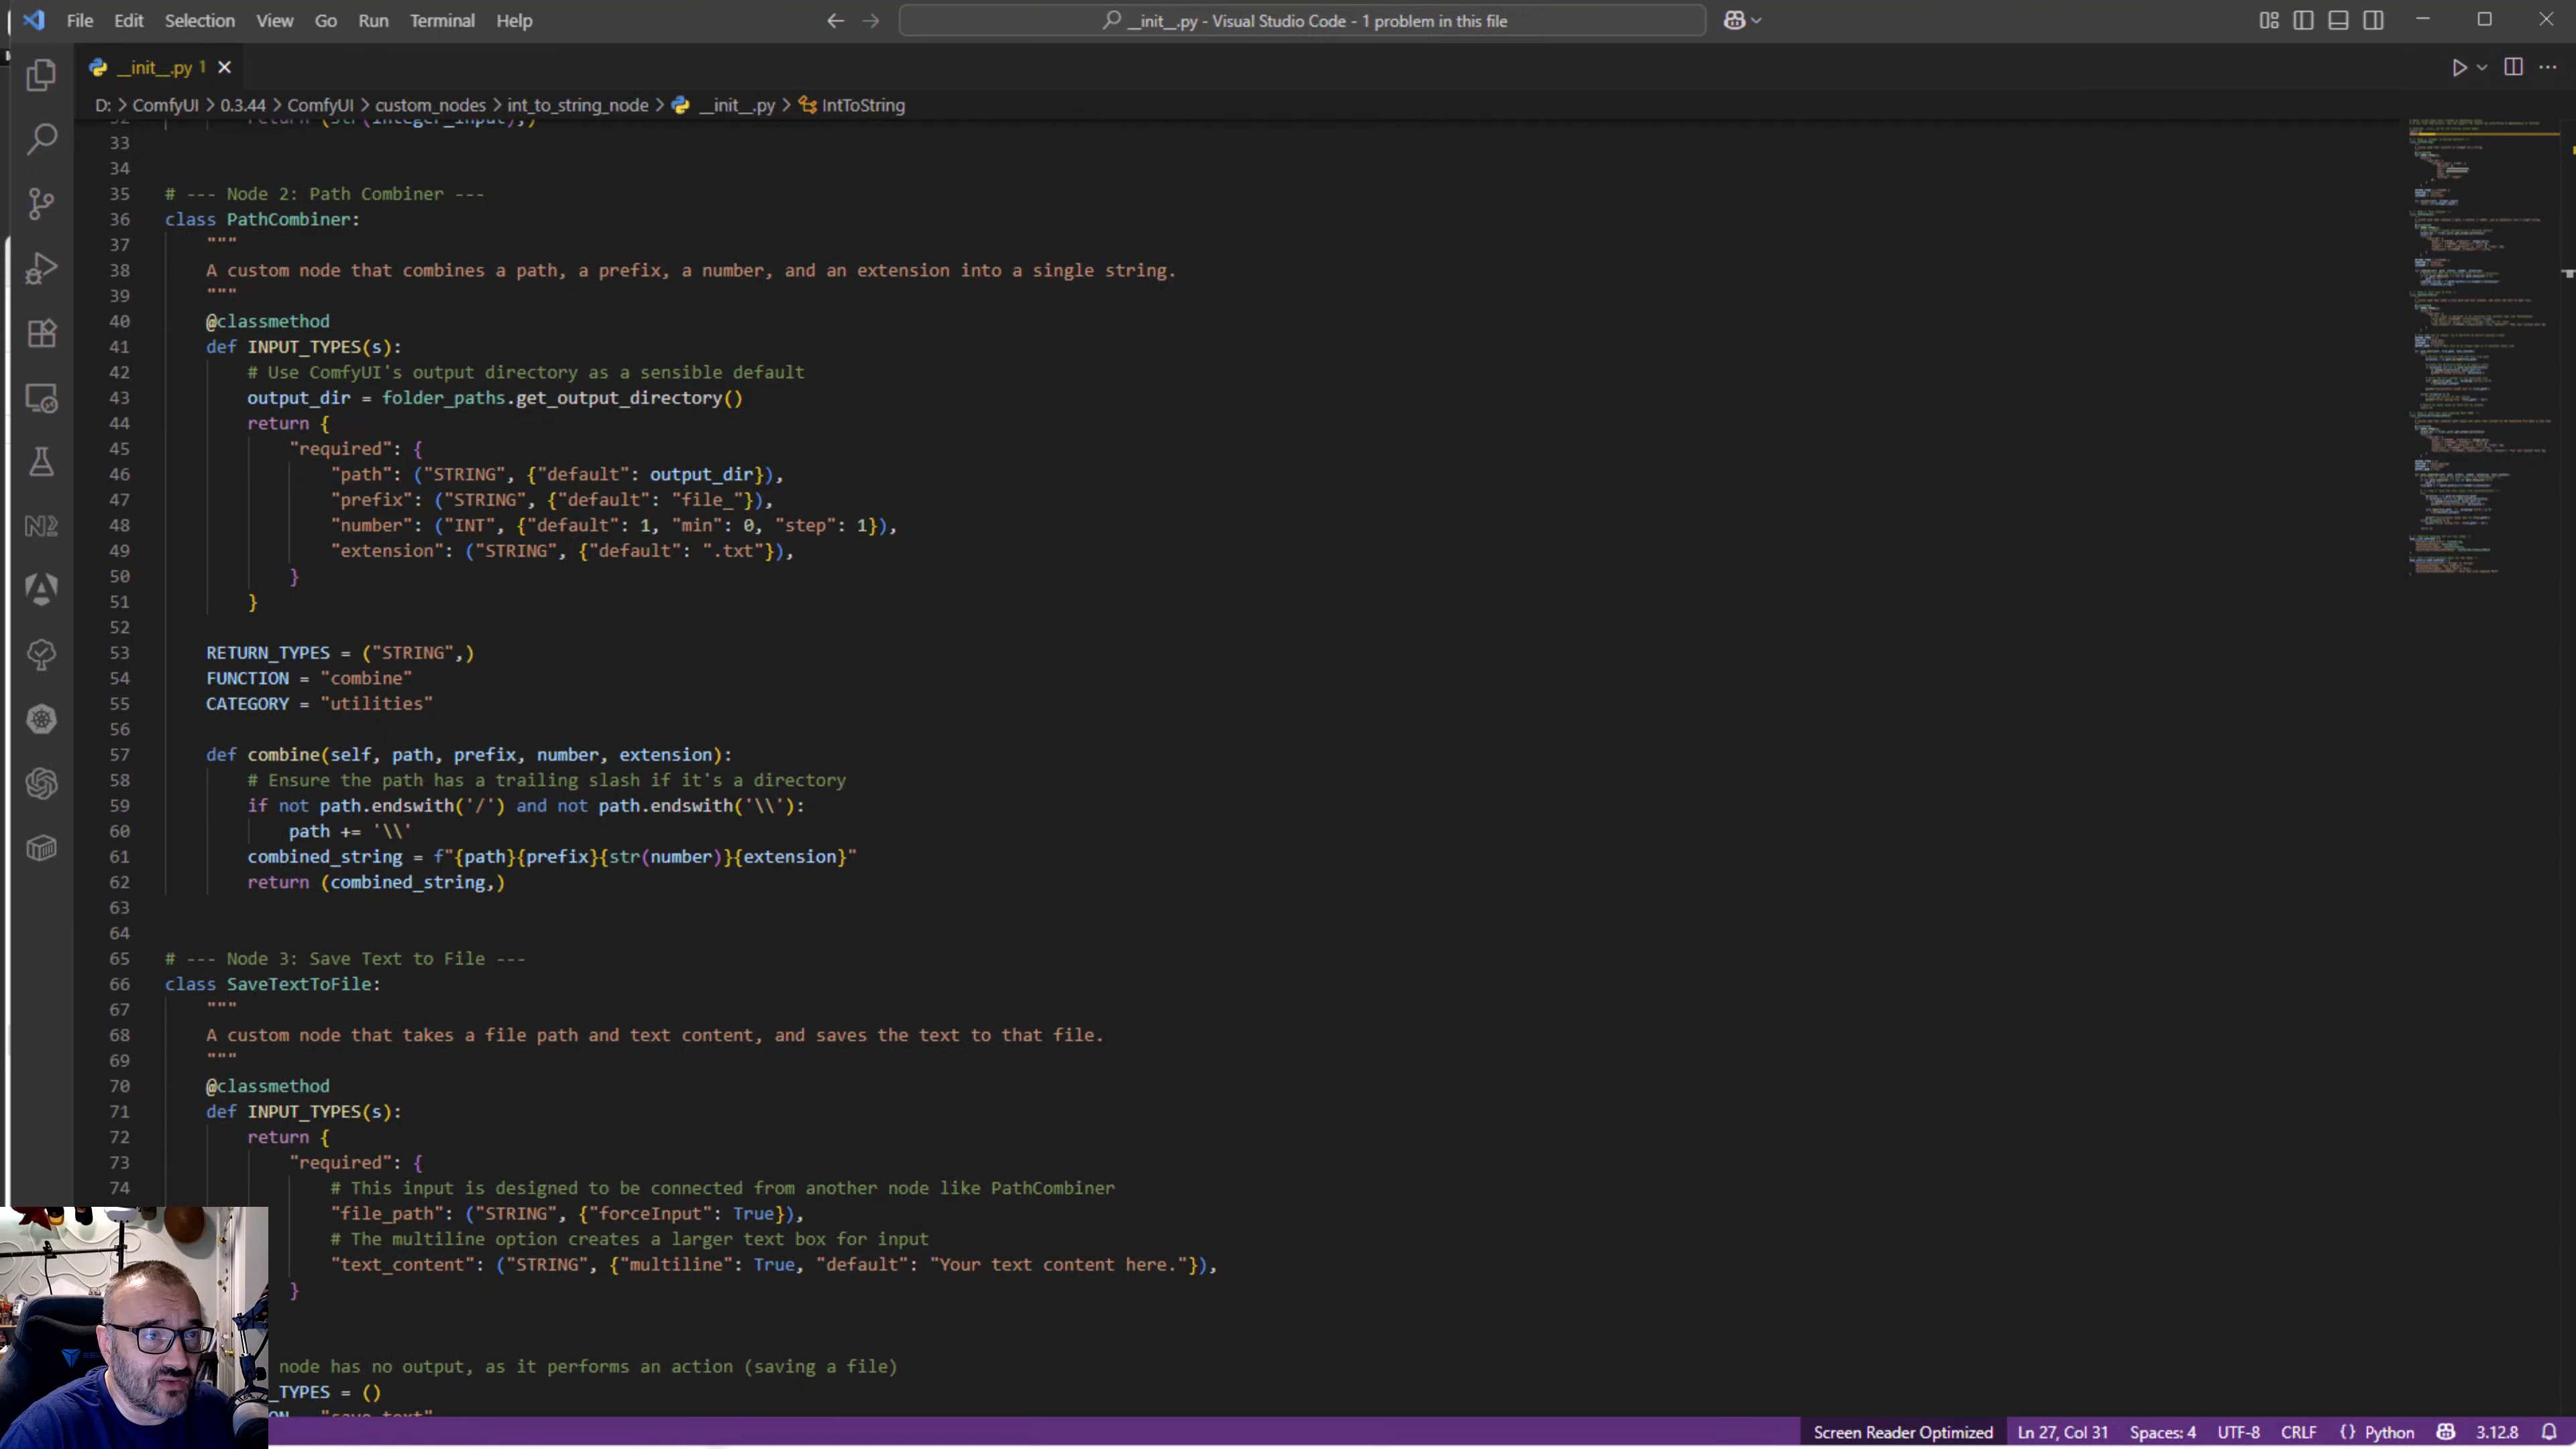 File Edit Selection View Go Run Terminal Help
__init__.py - Visual Studio Code - 1 problem in this file
__init__.py 1
D: > ComfyUI > 0.3.44 > ComfyUI > custom_nodes > int_to_string_node > __init__.py > IntToString
32 return (str(integer_input),)
33
34
35 # --- Node 2: Path Combiner ---
36 class PathCombiner:
37 """
38 A custom node that combines a path, a prefix, a number, and an extension into a single string.
39 """
40 @classmethod
41 def INPUT_TYPES(s):
42 # Use ComfyUI's output directory as a sensible default
43 output_dir = folder_paths.get_output_directory()
44 return {
45 "required": {
46 "path": ("STRING", {"default": output_dir}),
47 "prefix": ("STRING", {"default": "file_"}),
48 "number": ("INT", {"default": 1, "min": 0, "step": 1}),
49 "extension": ("STRING", {"default": ".txt"}),
50 }
51 }
52
53 RETURN_TYPES = ("STRING",)
54 FUNCTION = "combine"
55 CATEGORY = "utilities"
56
57 def combine(self, path, prefix, number, extension):
58 # Ensure the path has a trailing slash if it's a directory
59 if not path.endswith('/') and not path.endswith('\\'):
60 path += '\\'
61 combined_string = f"{path}{prefix}{str(number)}{extension}"
62 return (combined_string,)
63
64
65 # --- Node 3: Save Text to File ---
66 class SaveTextToFile:
67 """
68 A custom node that takes a file path and text content, and saves the text to that file.
69 """
70 @classmethod
71 def INPUT_TYPES(s):
72 return {
73 "required": {
74 # This input is designed to be connected from another node like PathCombiner
"file_path": ("STRING", {"forceInput": True}),
# The multiline option creates a larger text box for input
"text_content": ("STRING", {"multiline": True, "default": "Your text content here."}),
}
node has no output, as it performs an action (saving a file)
_TYPES = ()
ON = "save_text"
Screen Reader Optimized Ln 27, Col 31 Spaces: 4 UTF-8 CRLF {} Python 3.12.8